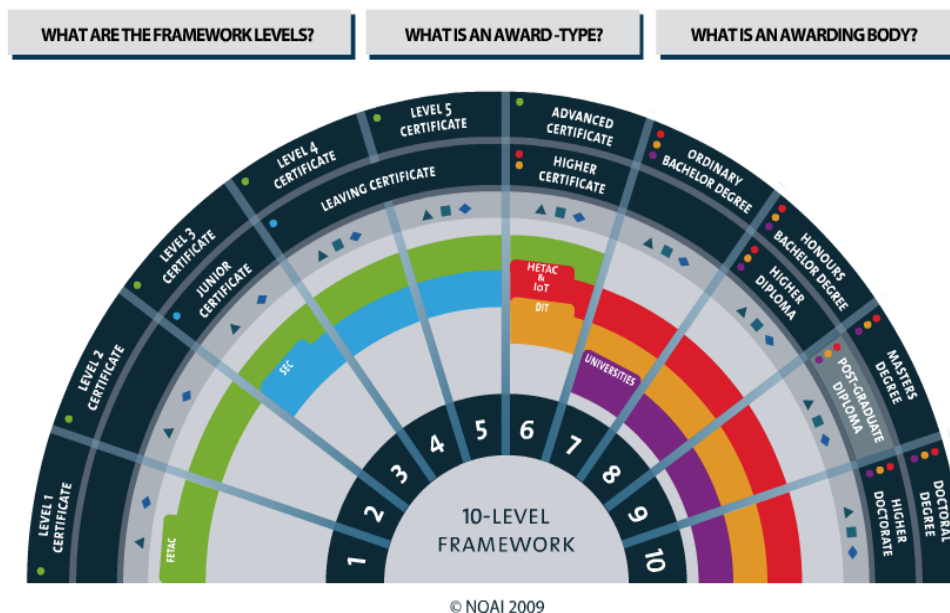 WHAT ARE THE FRAMEWORK LEVELS?
WHAT IS AN AWARD -TYPE?
WHAT IS AN AWARDING BODY?
LEVEL 1
CERTIFICATE
LEVEL 2
CERTIFICATE
LEVEL 3
CERTIFICATE
LEVEL 4
CERTIFICATE
LEVEL 5
CERTIFICATE
ADVANCED
CERTIFICATE
ORDINARY
BACHELOR DEGREE
HONOURS
BACHELOR DEGREE
MASTERS
DEGREE
DOCTORAL
DEGREE
JUNIOR
CERTIFICATE
LEAVING CERTIFICATE
HIGHER
CERTIFICATE
HIGHER
DIPLOMA
POST-GRADUATE
DIPLOMA
HIGHER
DOCTORATE
FETAC
SEC
HETAC
&
IoT
DIT
UNIVERSITIES
1
2
3
4
5
6
7
8
9
10
10-LEVEL
FRAMEWORK
© NQAI 2009